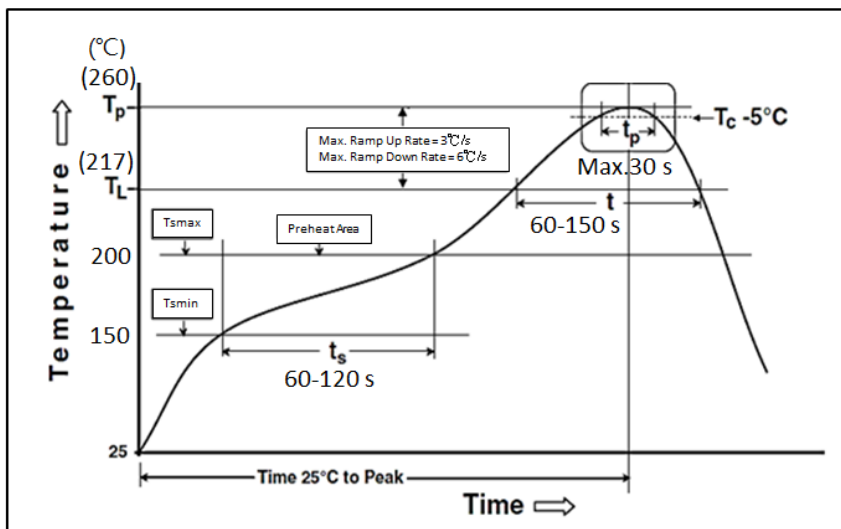 (℃)
(260)
Tp
Tc -5°C
tp
Max. Ramp Up Rate = 3℃/s
Max. Ramp Down Rate = 6℃/s
Max.30 s
(217)
TL
t
60-150 s
Tsmax
Preheat Area
200
Tsmin
150
ts
60-120 s
25
Time 25°C to Peak
Time
Temperature